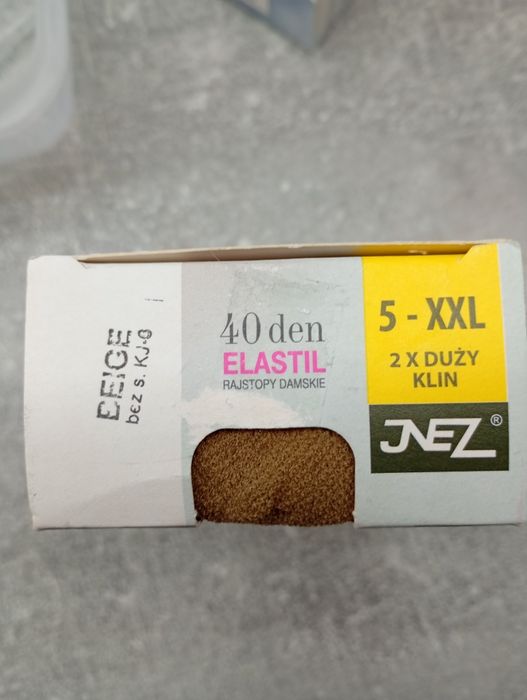 BEIGE
bez s. KJ-9
40 den
ELASTIL
RAJSTOPY DAMSKIE
5 - XXL
2 X DUŻY
KLIN
JNEZ®